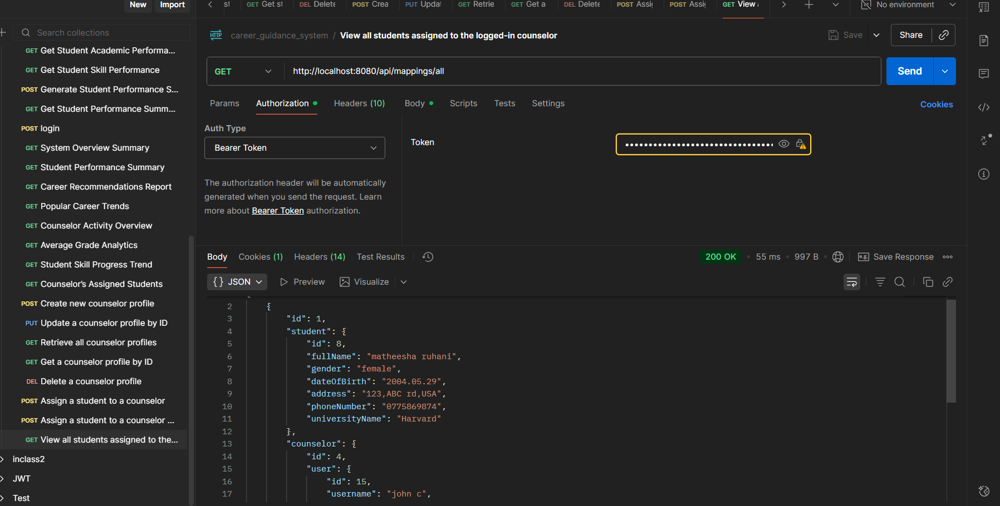 New Import
GET Get st
DEL Delete
POST Crea
PUT Updat
GET Retrie
GET Get a
DEL Delete
POST Assig
POST Assig
GET View a
No environment
Search collections
career_guidance_system / View all students assigned to the logged-in counselor
Save
Share
GET
http://localhost:8080/api/mappings/all
Send
Params
Authorization
Headers (10)
Body
Scripts
Tests
Settings
Cookies
Auth Type
Bearer Token
The authorization header will be automatically
generated when you send the request. Learn
more about Bearer Token authorization.
Token
GET Get Student Academic Performa...
GET Get Student Skill Performance
POST Generate Student Performance S...
GET Get Student Performance Summ...
POST login
GET System Overview Summary
GET Student Performance Summary
GET Career Recommendations Report
GET Popular Career Trends
GET Counselor Activity Overview
GET Average Grade Analytics
GET Student Skill Progress Trend
GET Counselor’s Assigned Students
POST Create new counselor profile
PUT Update a counselor profile by ID
GET Retrieve all counselor profiles
GET Get a counselor profile by ID
DEL Delete a counselor profile
POST Assign a student to a counselor
POST Assign a student to a counselor ...
GET View all students assigned to the...
inclass2
JWT
Test
Body
Cookies (1)
Headers (14)
Test Results
200 OK • 55 ms • 997 B
Save Response
{} JSON
Preview
Visualize
2 {
3 "id": 1,
4 "student": {
5 "id": 8,
6 "fullName": "matheesha ruhani",
7 "gender": "female",
8 "dateOfBirth": "2004.05.29",
9 "address": "123,ABC rd,USA",
10 "phoneNumber": "0775869874",
11 "universityName": "Harvard"
12 },
13 "counselor": {
14 "id": 4,
15 "user": {
16 "id": 15,
17 "username": "john c",